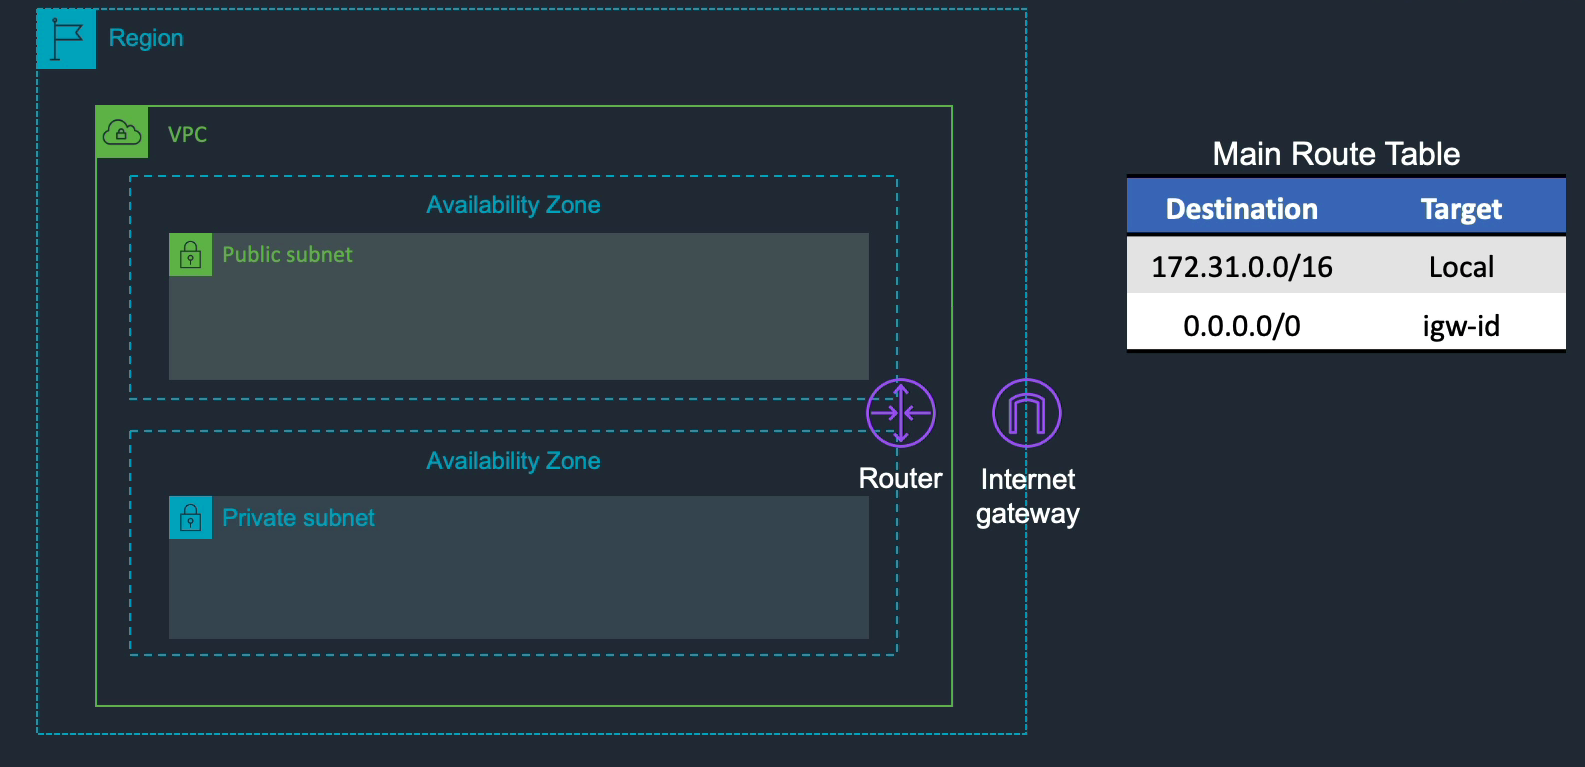 Region
VPC
Availability Zone
Public subnet
Availability Zone
Private subnet
Router
Internet
gateway
Main Route Table
Destination Target
172.31.0.0/16 Local
0.0.0.0/0 igw-id